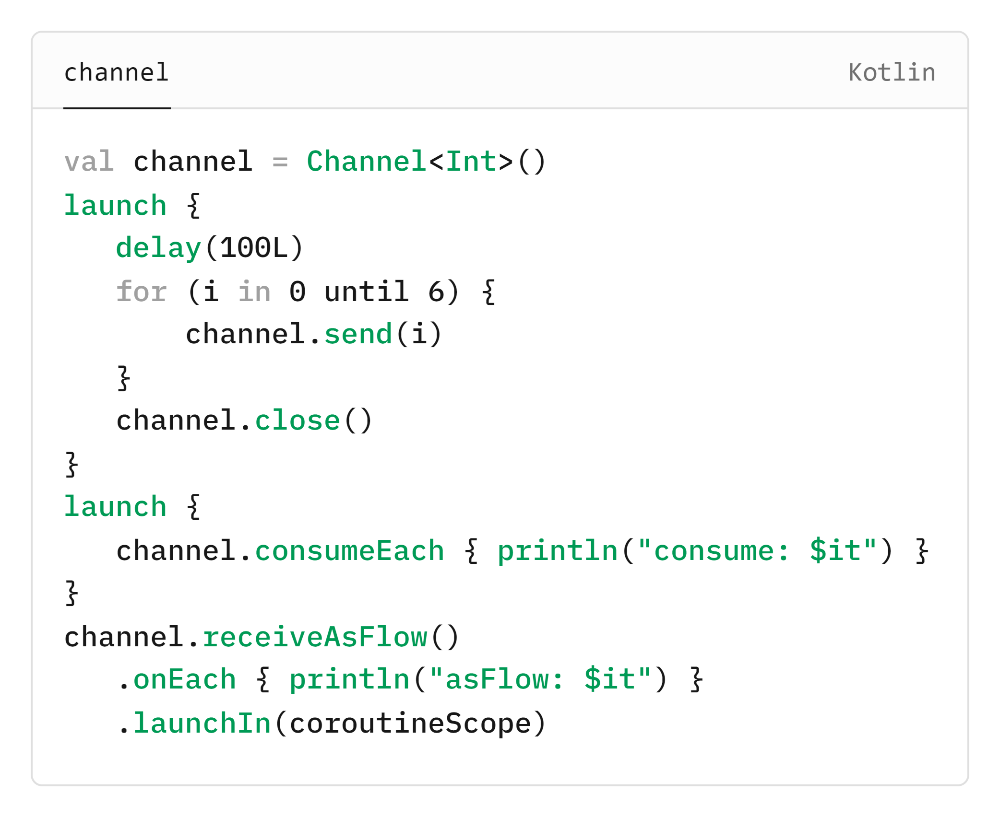 channel
Kotlin
val channel = Channel<Int>()
launch {
   delay(100L)
   for (i in 0 until 6) {
       channel.send(i)
   }
   channel.close()
}
launch {
   channel.consumeEach { println("consume: $it") }
}
channel.receiveAsFlow()
   .onEach { println("asFlow: $it") }
   .launchIn(coroutineScope)